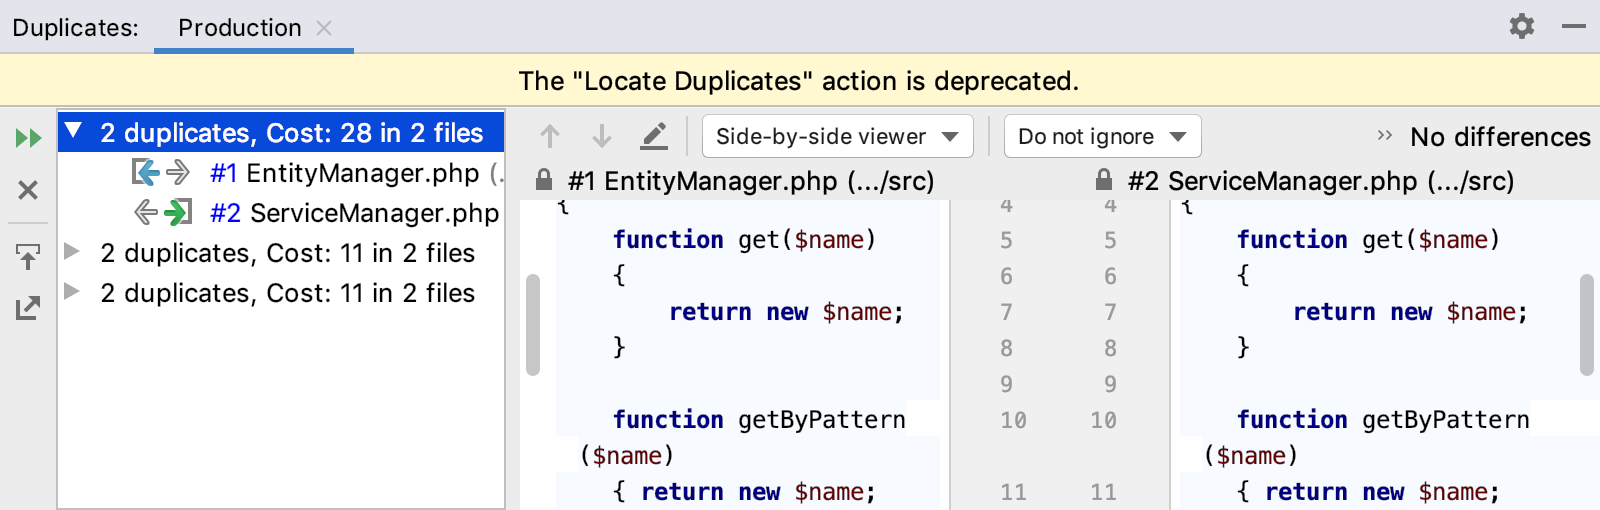 Duplicates: Production
The "Locate Duplicates" action is deprecated.
2 duplicates, Cost: 28 in 2 files
#1 EntityManager.php (.
#2 ServiceManager.php
2 duplicates, Cost: 11 in 2 files
2 duplicates, Cost: 11 in 2 files
Side-by-side viewer Do not ignore No differences
#1 EntityManager.php (.../src) #2 ServiceManager.php (.../src)
{ 4 4 {
function get($name) 5 5 function get($name)
{ 6 6 {
return new $name; 7 7 return new $name;
} 8 8 }
9 9
function getByPattern 10 10 function getByPattern
($name) ($name)
{ return new $name; 11 11 { return new $name;